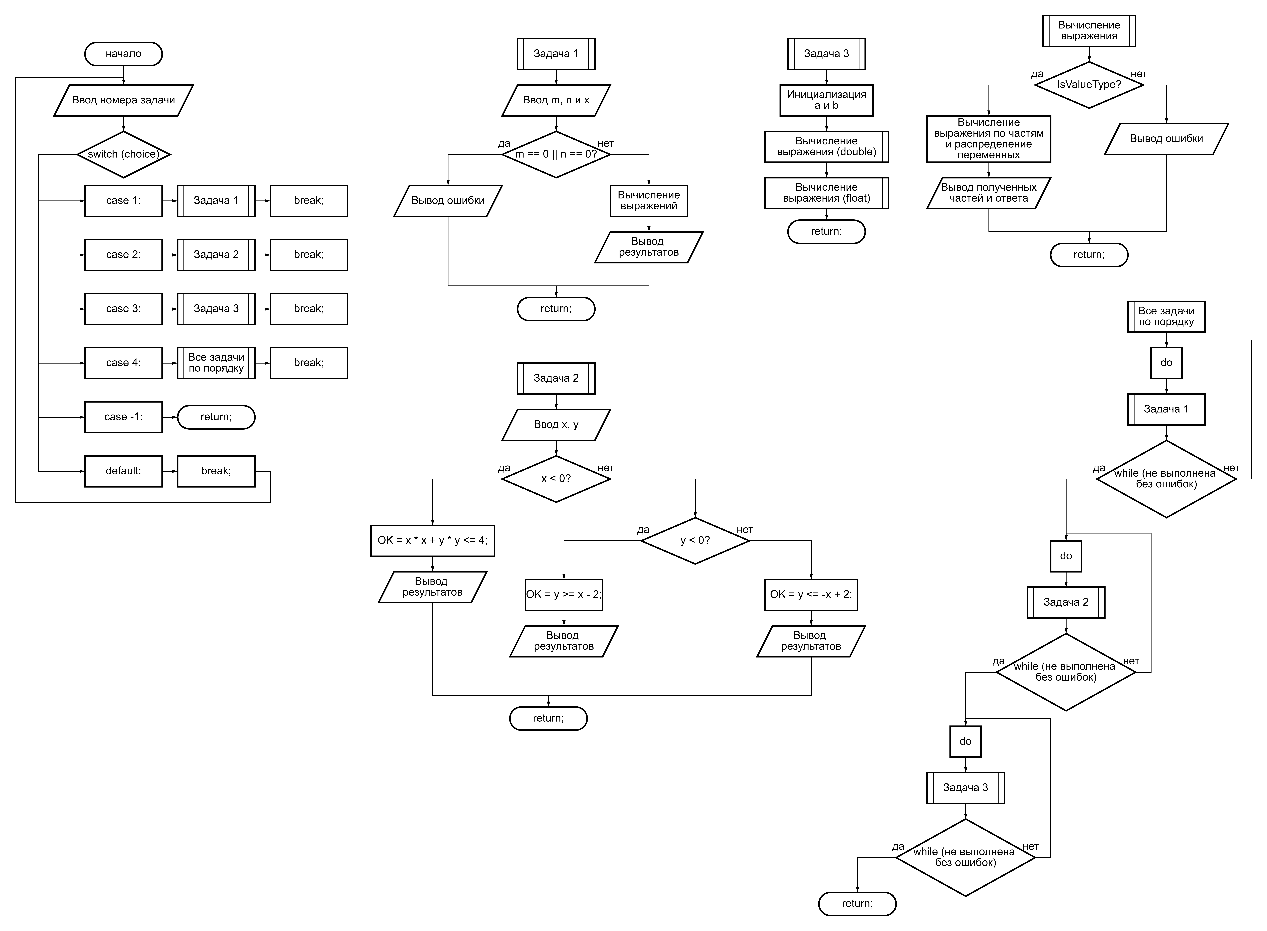 начало
Ввод номера задачи
switch (choice)
case 1:
Задача 1
break;
case 2:
Задача 2
break;
case 3:
Задача 3
break;
case 4:
Все задачи
по порядку
break;
case -1:
return;
default:
break;
Задача 1
Ввод m, n и x
да
нет
m == 0 || n == 0?
Вывод ошибки
Вычисление
выражений
Вывод
результатов
return;
Задача 2
Ввод x, y
да
нет
x < 0?
OK = x * x + y * y <= 4;
Вывод
результатов
да
нет
y < 0?
OK = y >= x - 2;
Вывод
результатов
OK = y <= -x + 2;
Вывод
результатов
return;
Задача 3
Инициализация
a и b
Вычисление
выражения (double)
Вычисление
выражения (float)
return;
Вычисление
выражения
да
нет
IsValueType?
Вычисление
выражения по частям
и распределение
переменных
Вывод ошибки
Вывод полученных
частей и ответа
return;
Все задачи
по порядку
do
Задача 1
да
нет
while (не выполнена
без ошибок)
do
Задача 2
да
нет
while (не выполнена
без ошибок)
do
Задача 3
да
нет
while (не выполнена
без ошибок)
return;